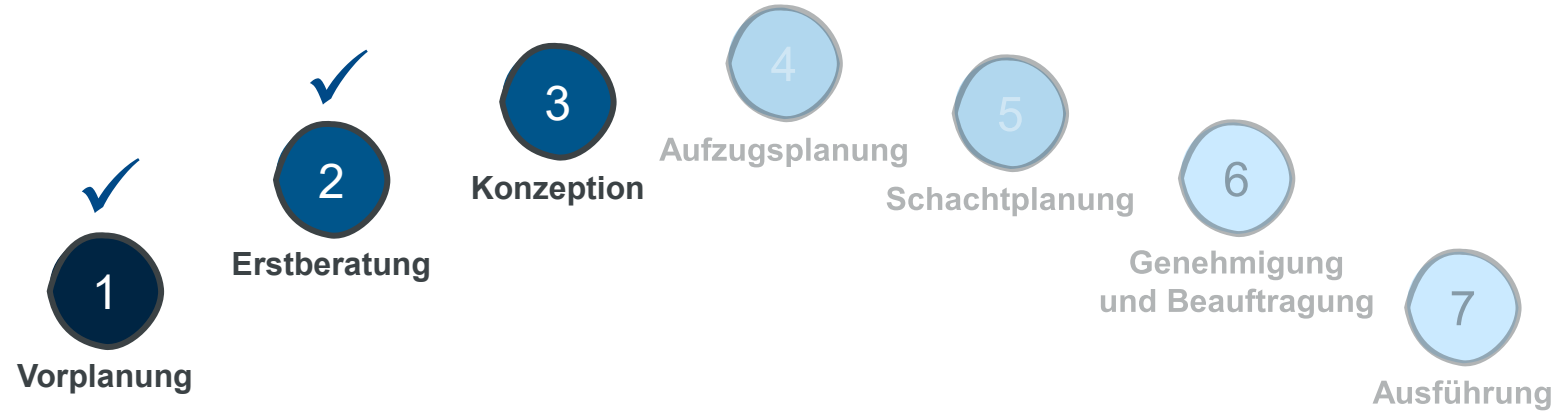 1
Vorplanung
2
Erstberatung
3
Konzeption
4
Aufzugsplanung
5
Schachtplanung
6
Genehmigung
und Beauftragung
7
Ausführung